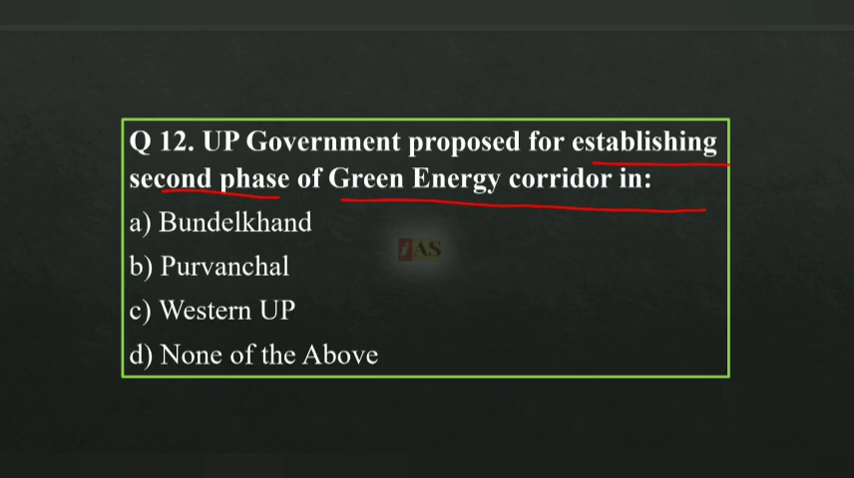 Q 12. UP Government proposed for establishing
second phase of Green Energy corridor in:
a) Bundelkhand
JAS
b) Purvanchal
c) Western UP
d) None of the Above